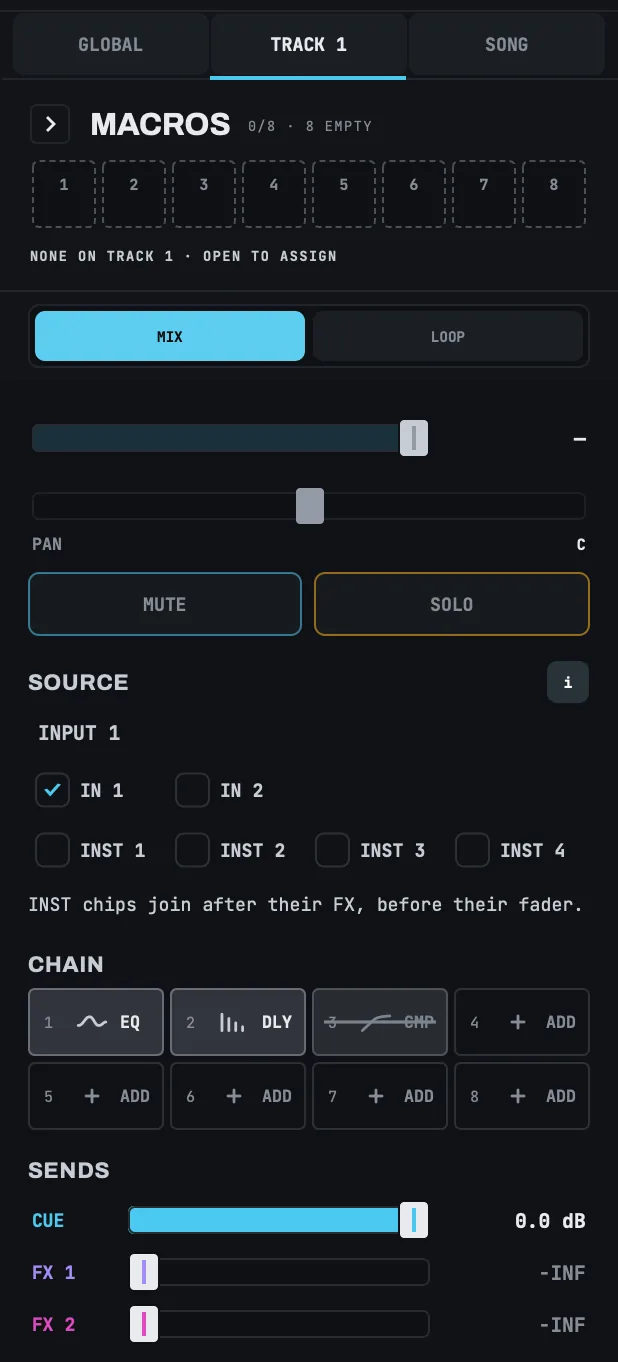 GLOBAL TRACK 1 SONG
MACROS 0/8 · 8 EMPTY
1 2 3 4 5 6 7 8
NONE ON TRACK 1 · OPEN TO ASSIGN
MIX LOOP
–
PAN C
MUTE SOLO
SOURCE i
INPUT 1
IN 1 IN 2
INST 1 INST 2 INST 3 INST 4
INST chips join after their FX, before their fader.
CHAIN
1 EQ 2 DLY 3 CMP 4 + ADD
5 + ADD 6 + ADD 7 + ADD 8 + ADD
SENDS
CUE 0.0 dB
FX 1 -INF
FX 2 -INF